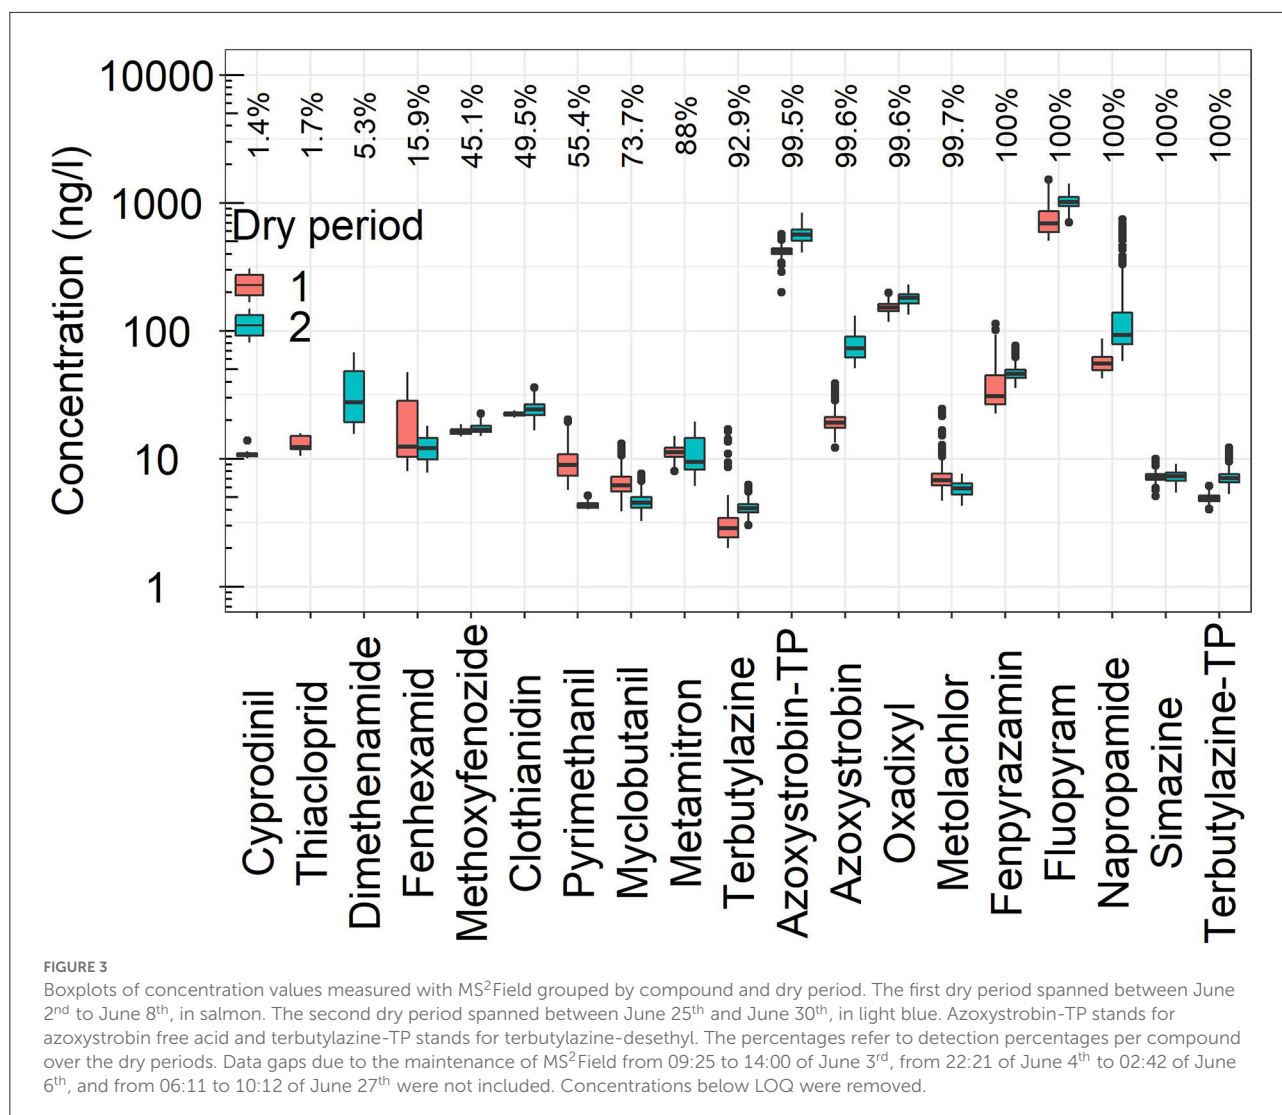 Concentration (ng/l)
10000
1000
100
10
1
1.4%
1.7%
5.3%
15.9%
45.1%
49.5%
55.4%
73.7%
88%
92.9%
99.5%
99.6%
99.6%
99.7%
100%
100%
100%
100%
100%
Dry period
1
2
Cyprodinil
Thiacloprid
Dimethenamide
Fenhexamid
Methoxyfenozide
Clothianidin
Pyrimethanil
Myclobutanil
Metamitron
Terbutylazine
Azoxystrobin-TP
Azoxystrobin
Oxadixyl
Metolachlor
Fenpyrazamin
Fluopyram
Napropamide
Simazine
Terbutylazine-TP
FIGURE 3
Boxplots of concentration values measured with MS²Field grouped by compound and dry period. The first dry period spanned between June
2nd to June 8th, in salmon. The second dry period spanned between June 25th and June 30th, in light blue. Azoxystrobin-TP stands for
azoxystrobin free acid and terbutylazine-TP stands for terbutylazine-desethyl. The percentages refer to detection percentages per compound
over the dry periods. Data gaps due to the maintenance of MS²Field from 09:25 to 14:00 of June 3rd, from 22:21 of June 4th to 02:42 of June
6th, and from 06:11 to 10:12 of June 27th were not included. Concentrations below LOQ were removed.